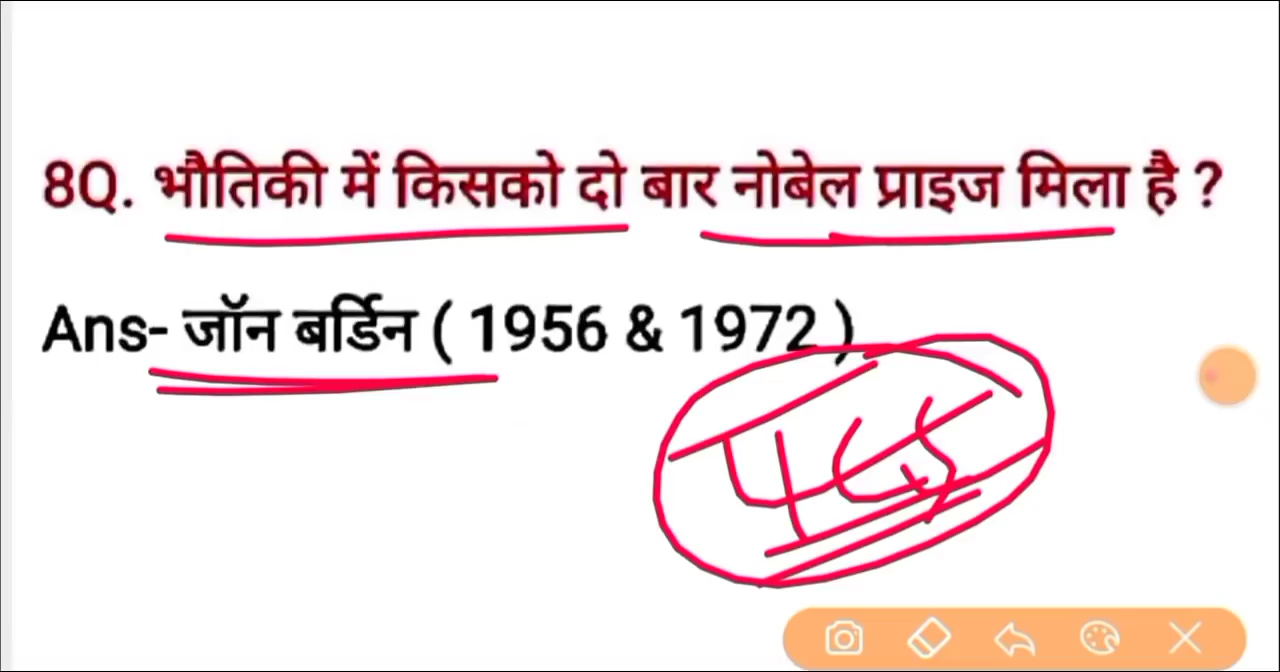 8Q. भौतिकी में किसको दो बार नोबेल प्राइज मिला है ?
Ans- जॉन बर्डिन ( 1956 & 1972 )